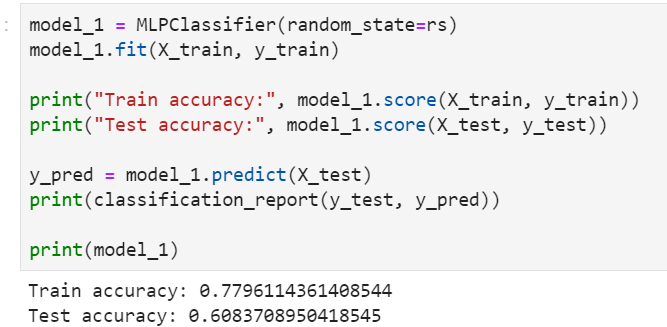 :
model_1 = MLPClassifier(random_state=rs)
model_1.fit(X_train, y_train)
print("Train accuracy:", model_1.score(X_train, y_train))
print("Test accuracy:", model_1.score(X_test, y_test))
y_pred = model_1.predict(X_test)
print(classification_report(y_test, y_pred))
print(model_1)
Train accuracy: 0.7796114361408544
Test accuracy: 0.6083708950418545